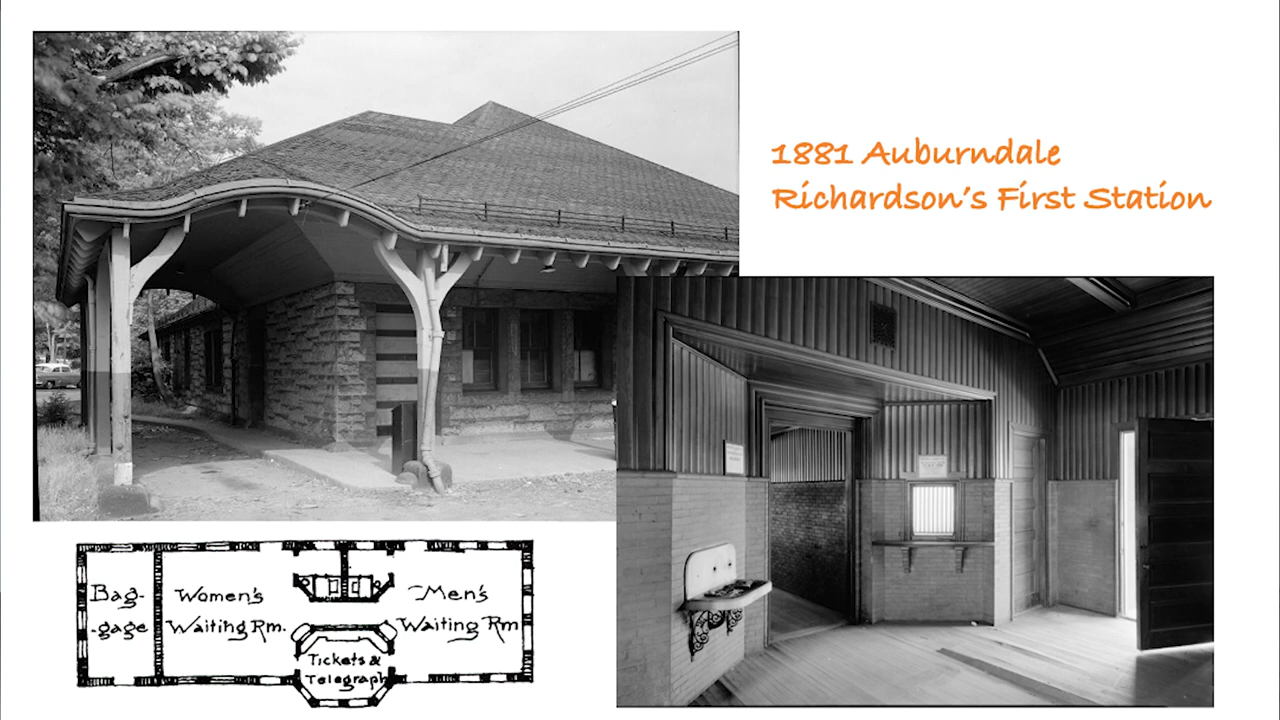 1881 Auburndale
Richardson's First Station
Bag-
-gage
Women's
Waiting Rm.
Men's
Waiting Rm
Tickets &
Telegraph